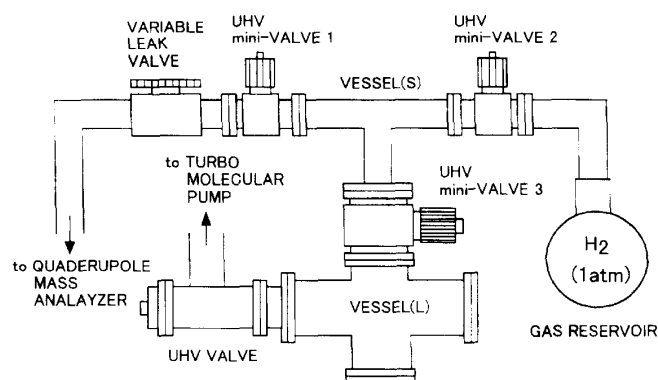 VARIABLE
LEAK
VALVE
UHV
mini-VALVE 1
UHV
mini-VALVE 2
VESSEL(S)
to TURBO
MOLECULAR
PUMP
UHV
mini-VALVE 3
to QUADERUPOLE
MASS
ANALAYZER
H2
(1atm)
VESSEL(L)
GAS RESERVOIR
UHV VALVE